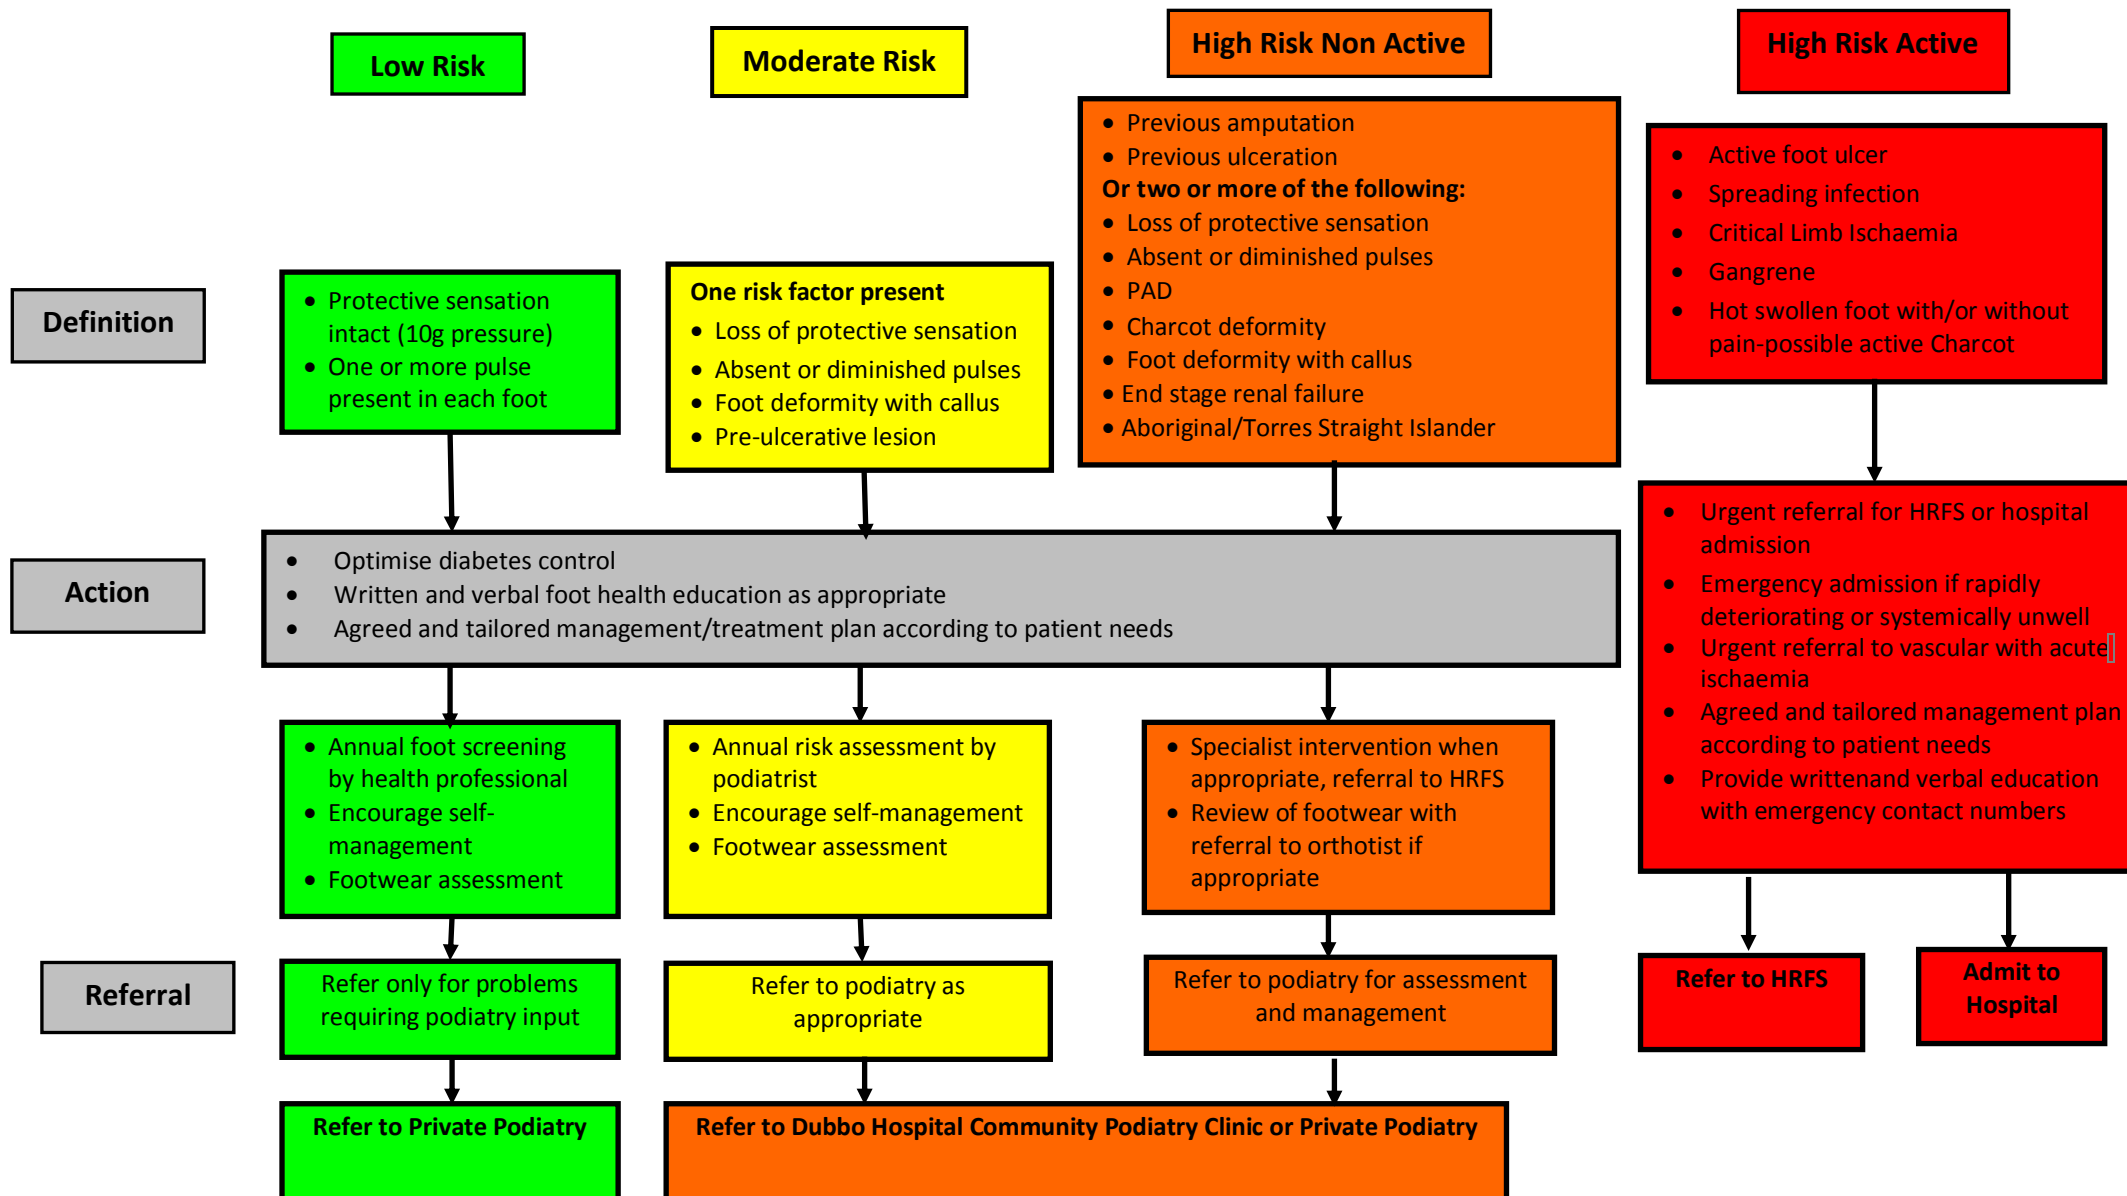 Low Risk
Moderate Risk
High Risk Non Active
High Risk Active
Definition
• Protective sensation
intact (10g pressure)
• One or more pulse
present in each foot
One risk factor present
• Loss of protective sensation
• Absent or diminished pulses
• Foot deformity with callus
• Pre-ulcerative lesion
• Previous amputation
• Previous ulceration
Or two or more of the following:
• Loss of protective sensation
• Absent or diminished pulses
• PAD
• Charcot deformity
• Foot deformity with callus
• End stage renal failure
• Aboriginal/Torres Straight Islander
• Active foot ulcer
• Spreading infection
• Critical Limb Ischaemia
• Gangrene
• Hot swollen foot with/or without
pain-possible active Charcot
Action
• Optimise diabetes control
• Written and verbal foot health education as appropriate
• Agreed and tailored management/treatment plan according to patient needs
• Annual foot screening
by health professional
• Encourage self-
management
• Footwear assessment
• Annual risk assessment by
podiatrist
• Encourage self-management
• Footwear assessment
• Specialist intervention when
appropriate, referral to HRFS
• Review of footwear with
referral to orthotist if
appropriate
• Urgent referral for HRFS or hospital
admission
• Emergency admission if rapidly
deteriorating or systemically unwell
• Urgent referral to vascular with acute
ischaemia
• Agreed and tailored management plan
according to patient needs
• Provide writtenand verbal education
with emergency contact numbers
Referral
Refer only for problems
requiring podiatry input
Refer to podiatry as
appropriate
Refer to podiatry for assessment
and management
Refer to HRFS
Admit to
Hospital
Refer to Private Podiatry
Refer to Dubbo Hospital Community Podiatry Clinic or Private Podiatry